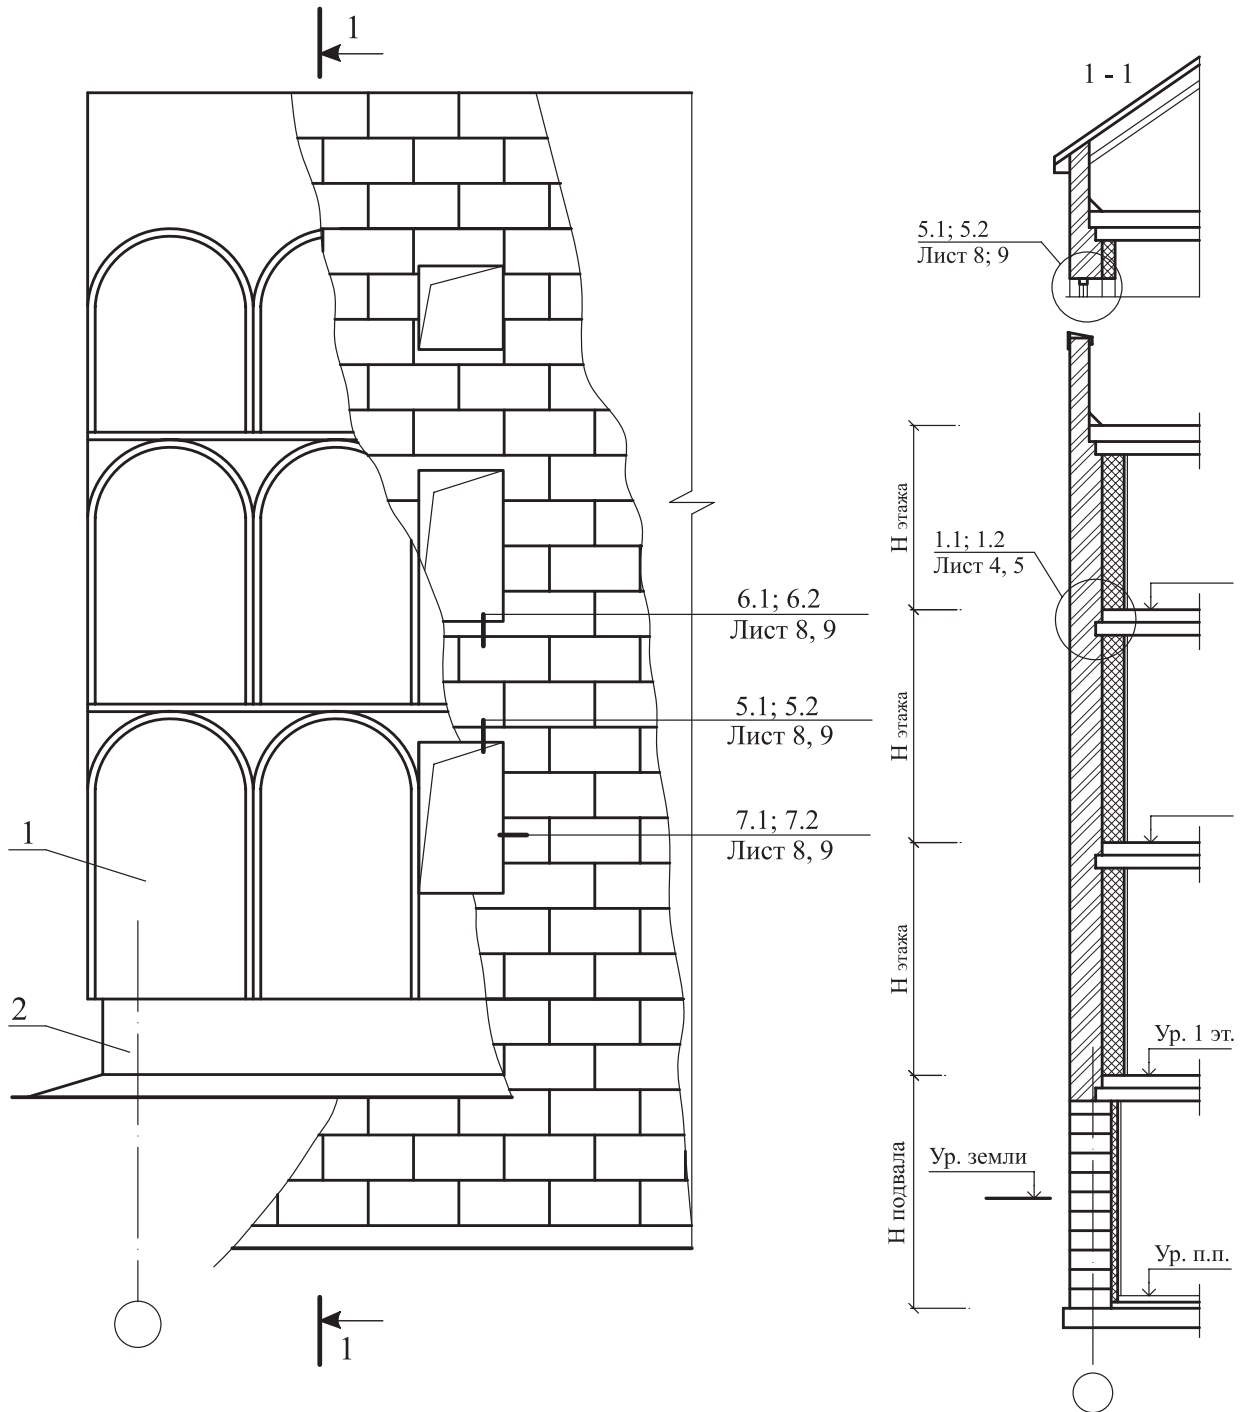 1
1 - 1
5.1; 5.2
Лист 8; 9
Н этажа
1.1; 1.2
Лист 4, 5
6.1; 6.2
Лист 8, 9
5.1; 5.2
Лист 8, 9
Н этажа
7.1; 7.2
Лист 8, 9
1
Н этажа
2
Ур. 1 эт.
Ур. земли
Н подвала
Ур. п.п.
1